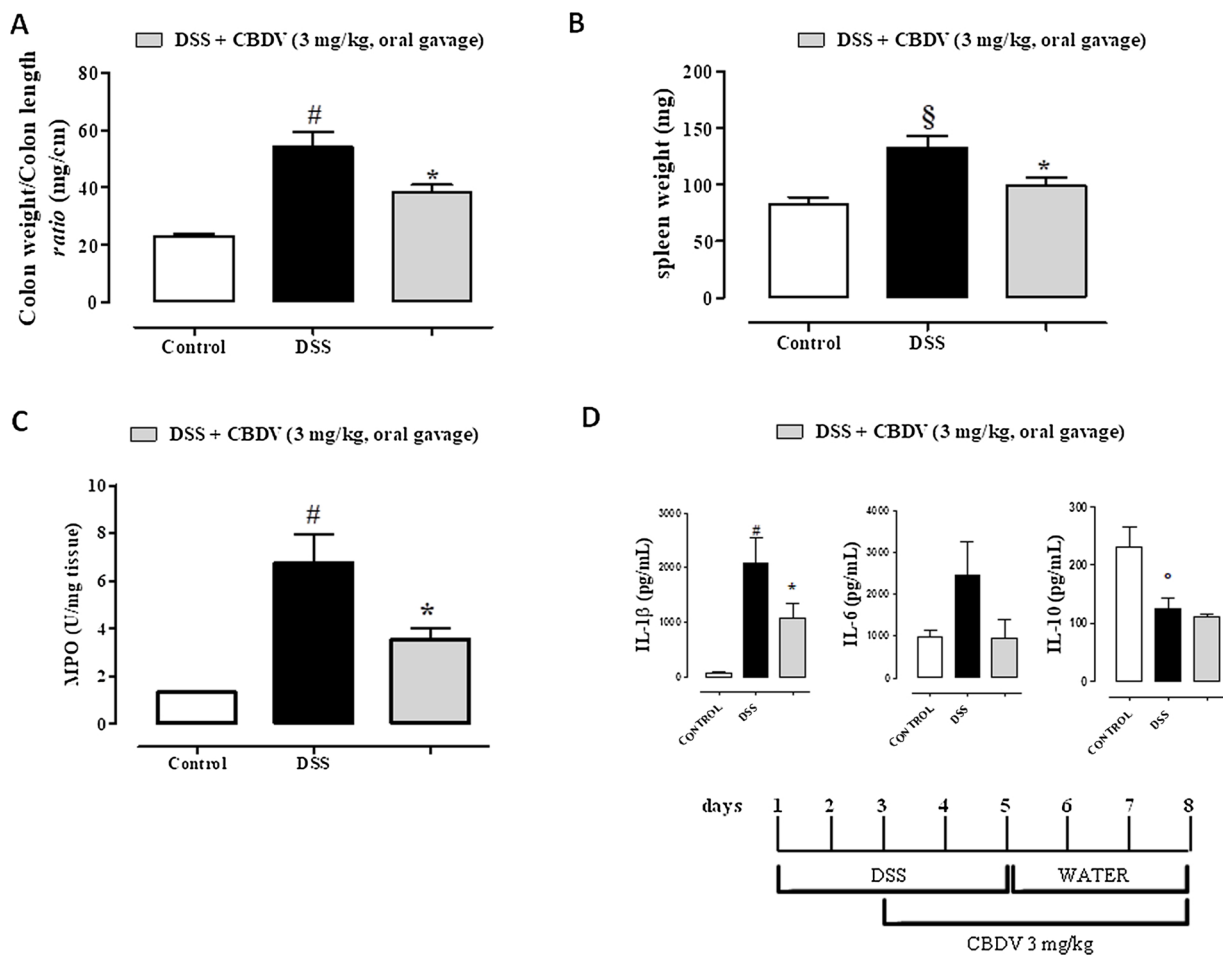 A
DSS + CBDV (3 mg/kg, oral gavage)
Colon weight/Colon length
ratio (mg/cm)
80
60
40
20
0
#
*
Control
DSS
B
DSS + CBDV (3 mg/kg, oral gavage)
spleen weight (mg)
200
150
100
50
0
§
*
Control
DSS
C
DSS + CBDV (3 mg/kg, oral gavage)
MPO (U/mg tissue)
10
8
6
4
2
0
#
*
Control
DSS
D
DSS + CBDV (3 mg/kg, oral gavage)
IL-1β (pg/mL)
3000
2000
1000
0
#
*
CONTROL
DSS
IL-6 (pg/mL)
4000
3000
2000
1000
0
CONTROL
DSS
IL-10 (pg/mL)
300
200
100
0
°
CONTROL
DSS
days 1 2 3 4 5 6 7 8
DSS WATER
CBDV 3 mg/kg